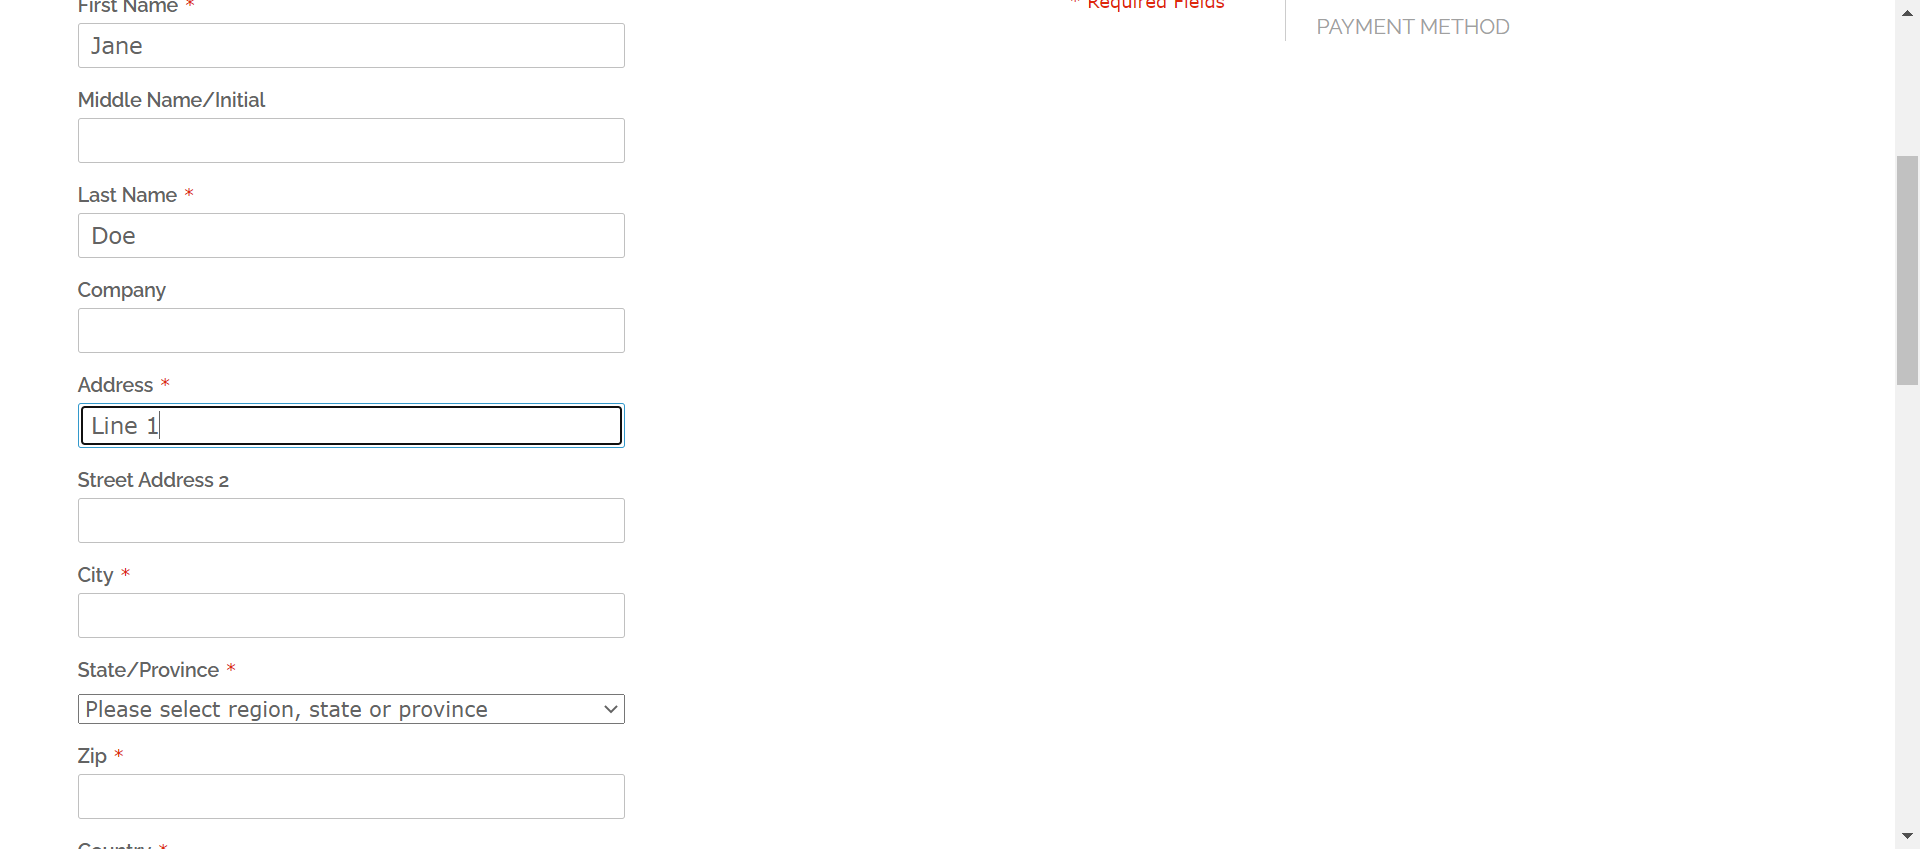 First Name *
* Required Fields
PAYMENT METHOD
Jane
Middle Name/Initial
Last Name *
Doe
Company
Address *
Line 1
Street Address 2
City *
State/Province *
Please select region, state or province
Zip *
Country *